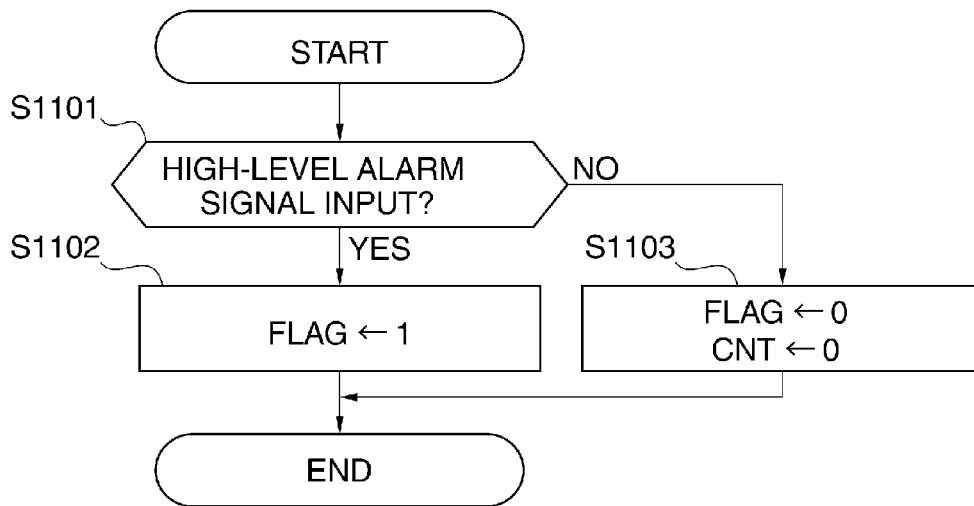 START
S1101
HIGH-LEVEL ALARM
SIGNAL INPUT?
NO
YES
S1102
FLAG ← 1
S1103
FLAG ← 0
CNT ← 0
END